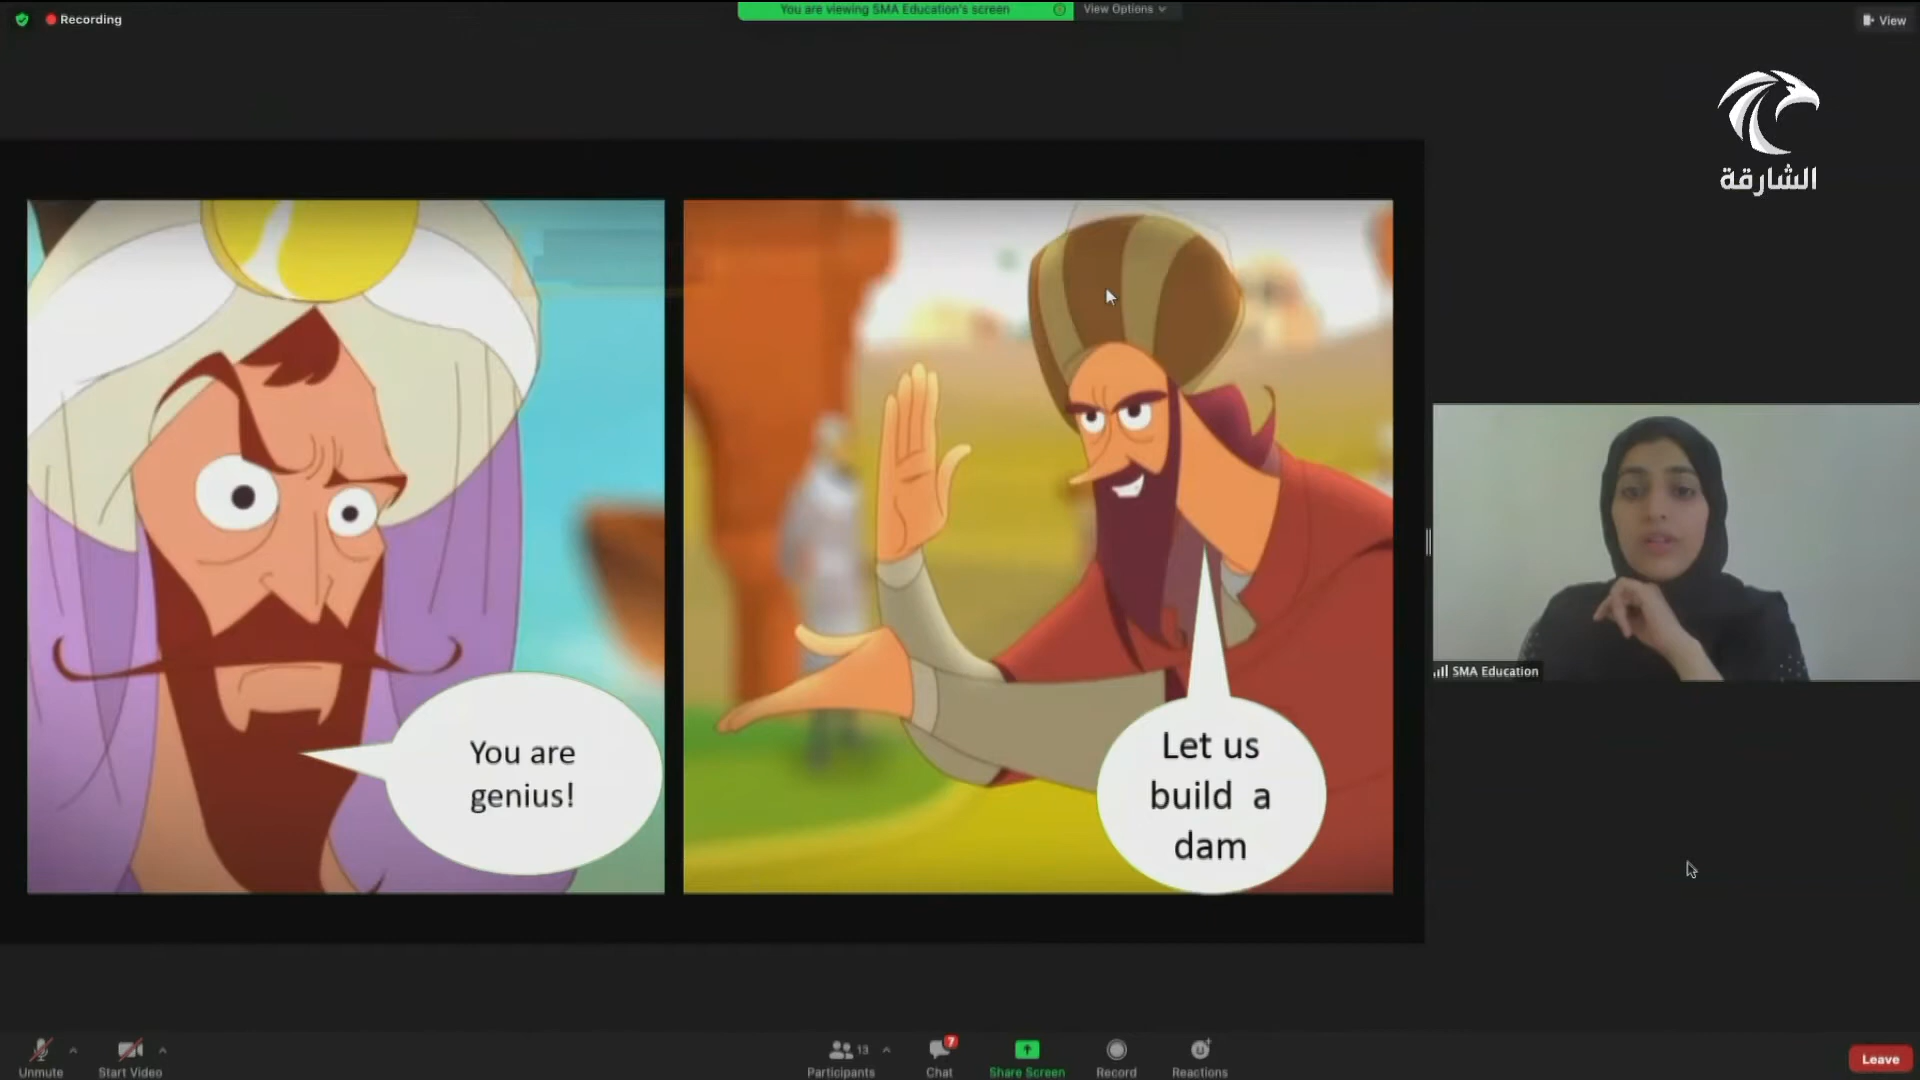 Recording
You are viewing SMA Education's screen
View Options
View
الشارقة
You are
genius!
Let us
build a
dam
SMA Education
Unmute
Start Video
13
Participants
7
Chat
Share Screen
Record
Reactions
Leave